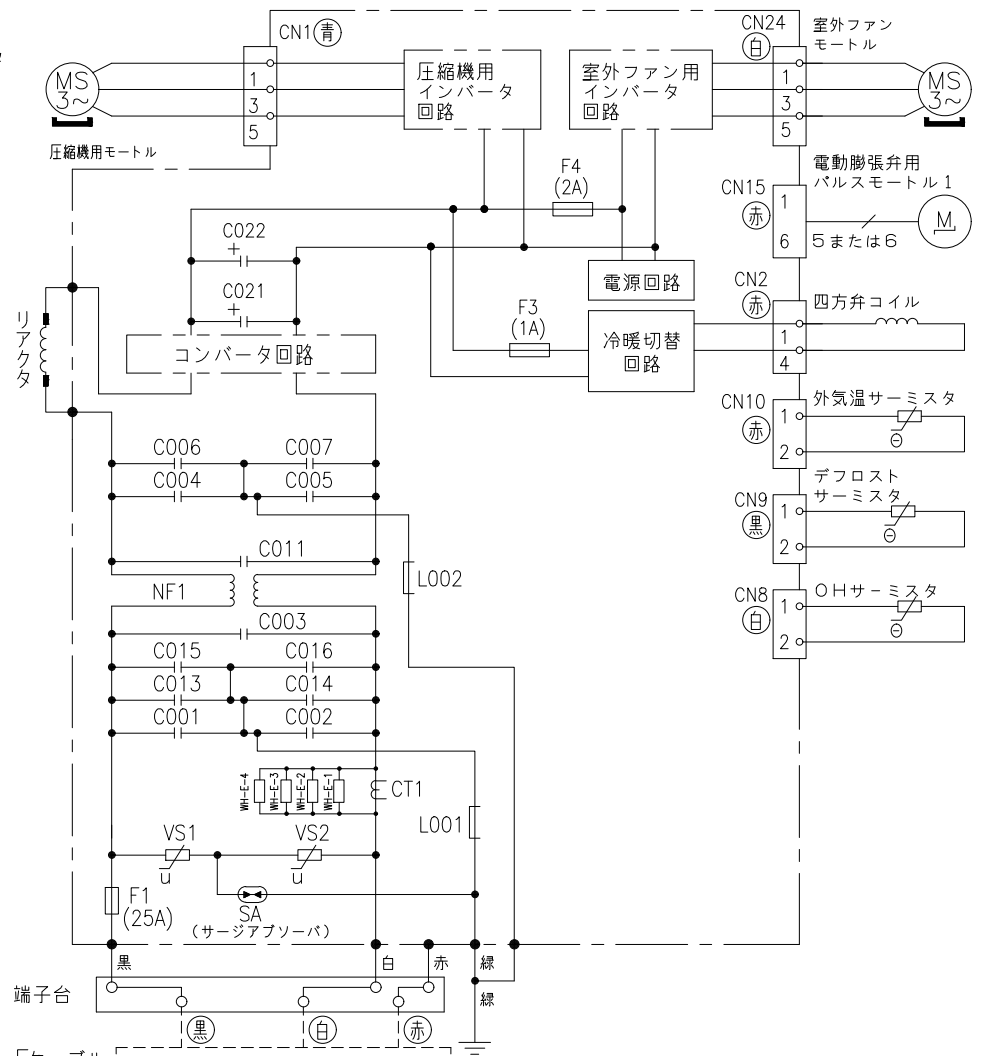 CN1 青
CN24
白
室外ファン
モートル
MS
3~
1
3
5
圧縮機用
インバータ
回路
室外ファン用
インバータ
回路
1
3
5
MS
3~
圧縮機用モートル
F4
(2A)
電動膨張弁用
パルスモートル1
CN15
赤
1
6
5または6
M
C022
+
C021
+
電源回路
CN2
赤
四方弁コイル
1
4
リアクタ
F3
(1A)
冷暖切替
回路
コンバータ回路
CN10
赤
外気温サーミスタ
1
2
Θ
C006
C007
C004
C005
デフロスト
サーミスタ
CN9
黒
1
2
Θ
C011
L002
NF1
CN8
白
OHサーミスタ
1
2
Θ
C003
C015
C016
C013
C014
C001
C002
WH-E-4
WH-E-3
WH-E-2
WH-E-1
CT1
L001
VS1
VS2
u
u
F1
(25A)
SA
(サージアブソーバ)
黒
白
赤
緑
端子台
緑
黒
白
赤